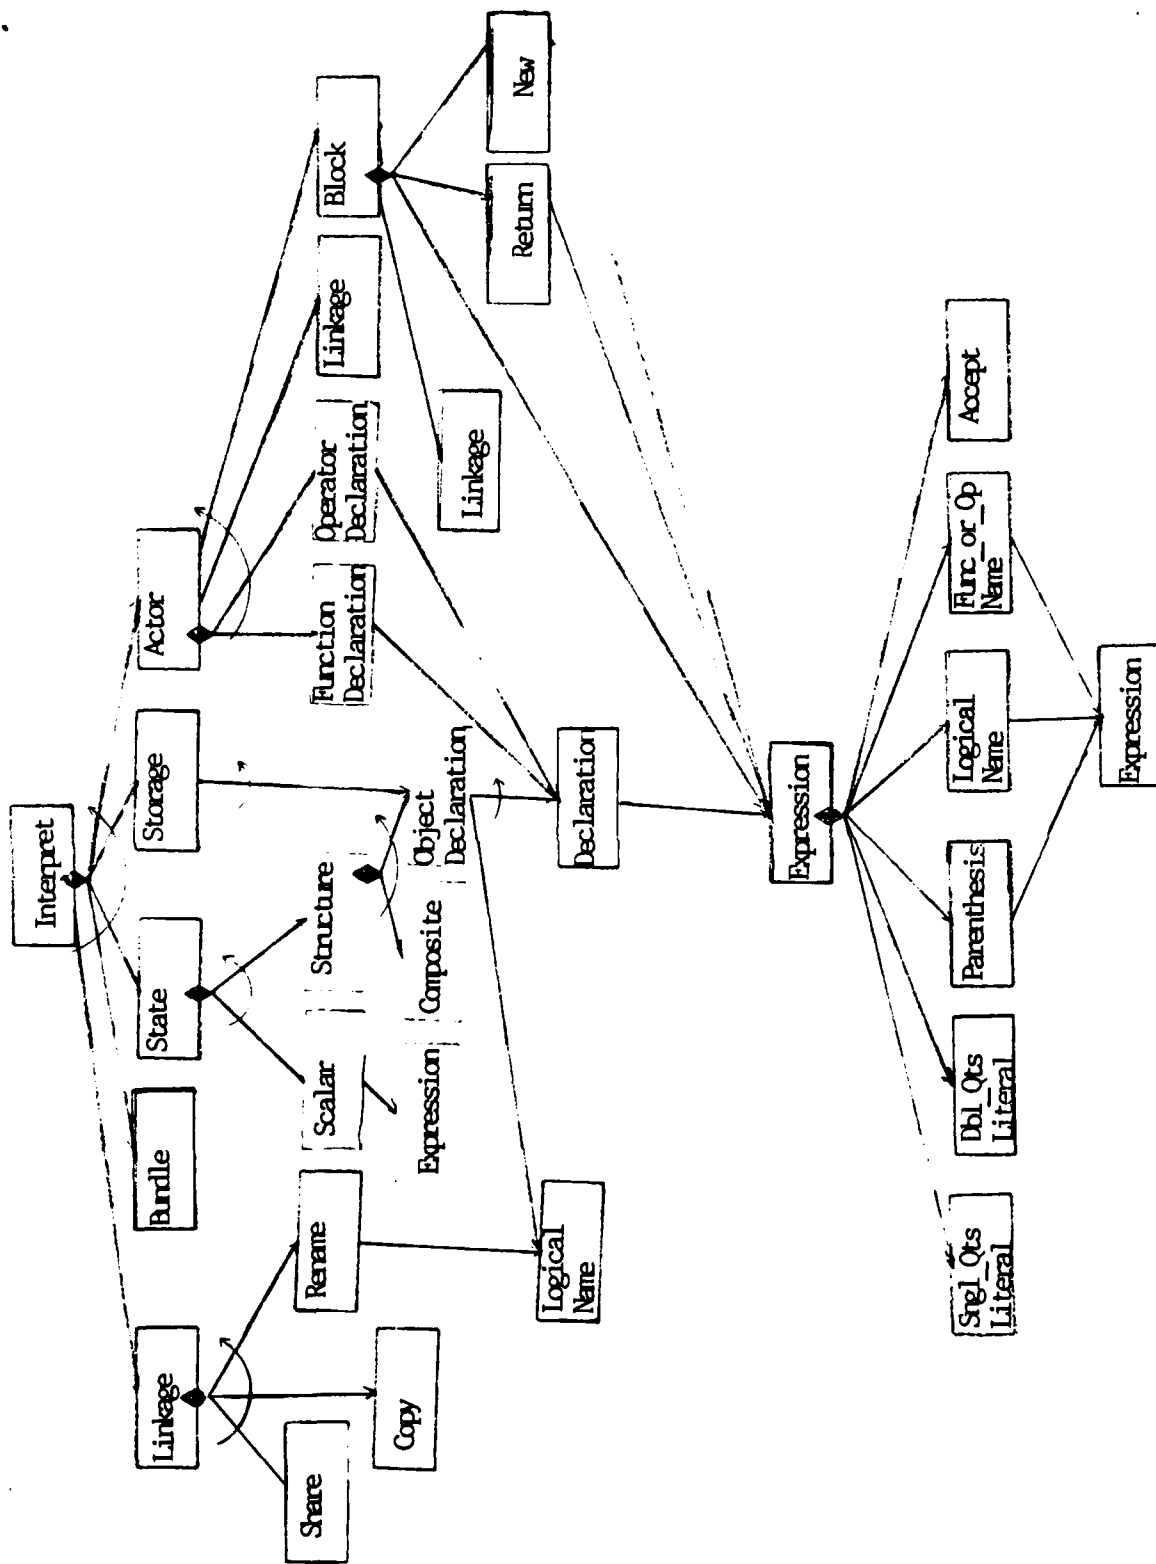 Interpret
Linkage
Bundle
State
Storage
Actor
Share
Copy
Rename
Scalar
Structure
Function
Declaration
Operator
Declaration
Linkage
Block
Expression
Composite
Object
Declaration
Linkage
Return
New
Logical
Name
Declaration
Expression
Sngl_Qts
Literal
Dbl_Qts
Literal
Parenthesis
Logical
Name
Func_or_Op
Name
Accept
Expression